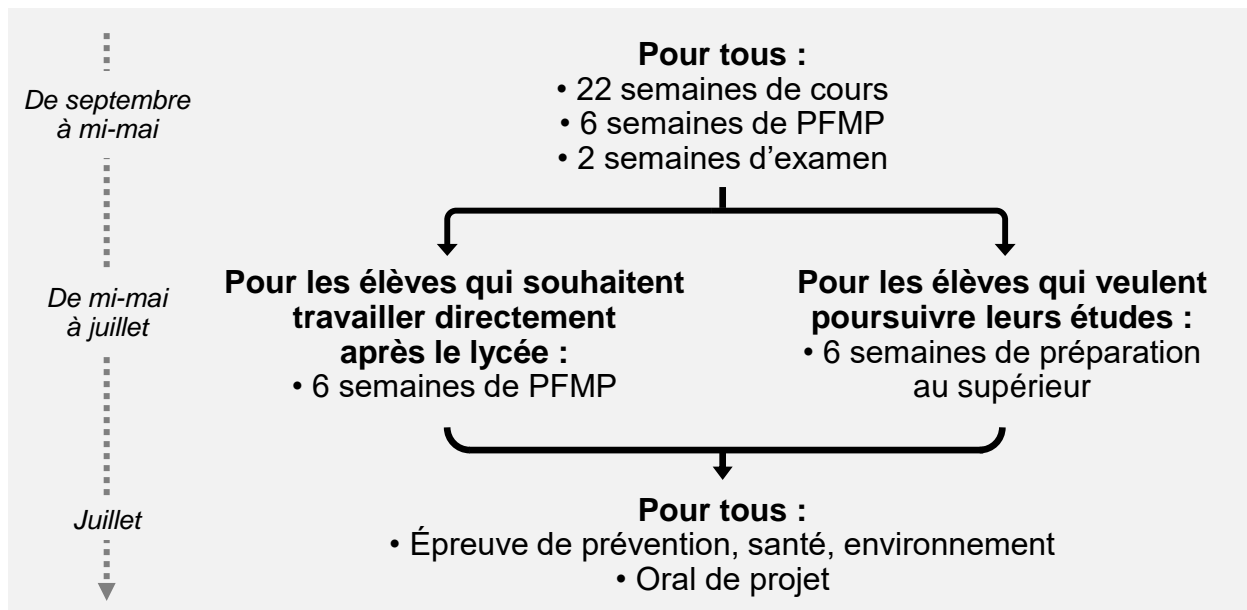 De septembre
à mi-mai
Pour tous :
• 22 semaines de cours
• 6 semaines de PFMP
• 2 semaines d’examen
De mi-mai
à juillet
Pour les élèves qui souhaitent
travailler directement
après le lycée :
• 6 semaines de PFMP
Pour les élèves qui veulent
poursuivre leurs études :
• 6 semaines de préparation
au supérieur
Juillet
Pour tous :
• Épreuve de prévention, santé, environnement
• Oral de projet